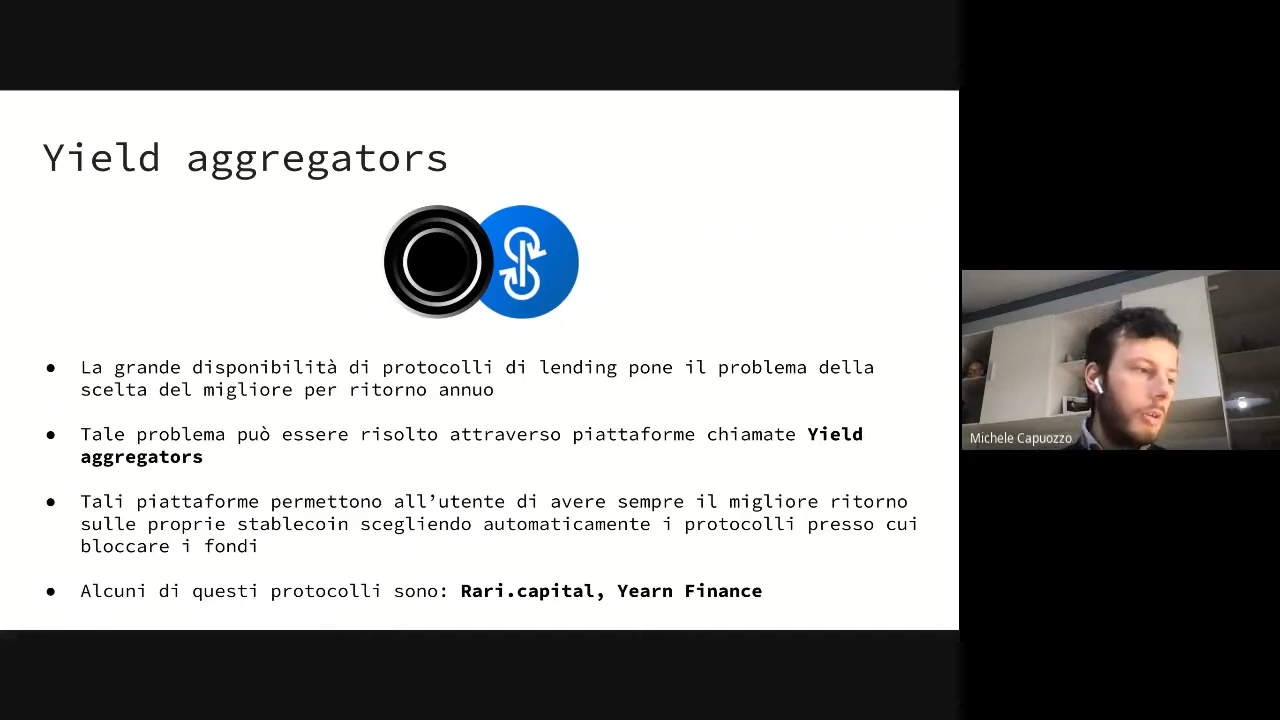 Yield aggregators
● La grande disponibilità di protocolli di lending pone il problema della
scelta del migliore per ritorno annuo
● Tale problema può essere risolto attraverso piattaforme chiamate Yield
aggregators
● Tali piattaforme permettono all’utente di avere sempre il migliore ritorno
sulle proprie stablecoin scegliendo automaticamente i protocolli presso cui
bloccare i fondi
● Alcuni di questi protocolli sono: Rari.capital, Yearn Finance
Michele Capuozzo